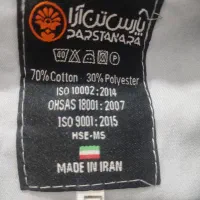 پارس تن آرا
PARSTANARA
40
70% Cotton 30% Polyester
ISO 10002: 2014
OHSAS 18001: 2007
ISO 9001: 2015
HSE-MS
MADE IN IRAN